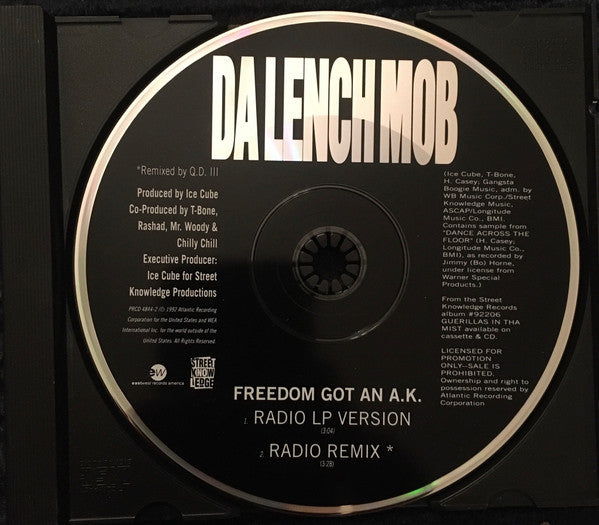 DA LENCH MOB
*Remixed by Q.D. III
Produced by Ice Cube
Co-Produced by T-Bone,
Rashad, Mr. Woody &
Chilly Chill
Executive Producer:
Ice Cube for Street
Knowledge Productions
PRCD 4844-2 Ⓟ 1992 Atlantic Recording
Corporation for the United States and WEA
International Inc. for the world outside of the
United States. All Rights Reserved.
ew
eastwest records america
STREET
KNOW
LEDGE
(Ice Cube, T-Bone,
H. Casey; Gangsta
Boogie Music, adm. by
WB Music Corp./Street
Knowledge Music,
ASCAP/Longitude
Music Co., BMI.
Contains sample from
"DANCE ACROSS THE
FLOOR" (H. Casey;
Longitude Music Co.,
BMI), as recorded by
Jimmy (Bo) Horne,
under license from
Warner Special
Products.)
From the Street
Knowledge Records
album #92206
GUERILLAS IN THA
MIST available on
cassette & CD.
LICENSED FOR
PROMOTION
ONLY–SALE IS
PROHIBITED.
Ownership and right to
possession reserved by
Atlantic Recording
Corporation
FREEDOM GOT AN A.K.
1. RADIO LP VERSION
(3:04)
2. RADIO REMIX *
(3:28)